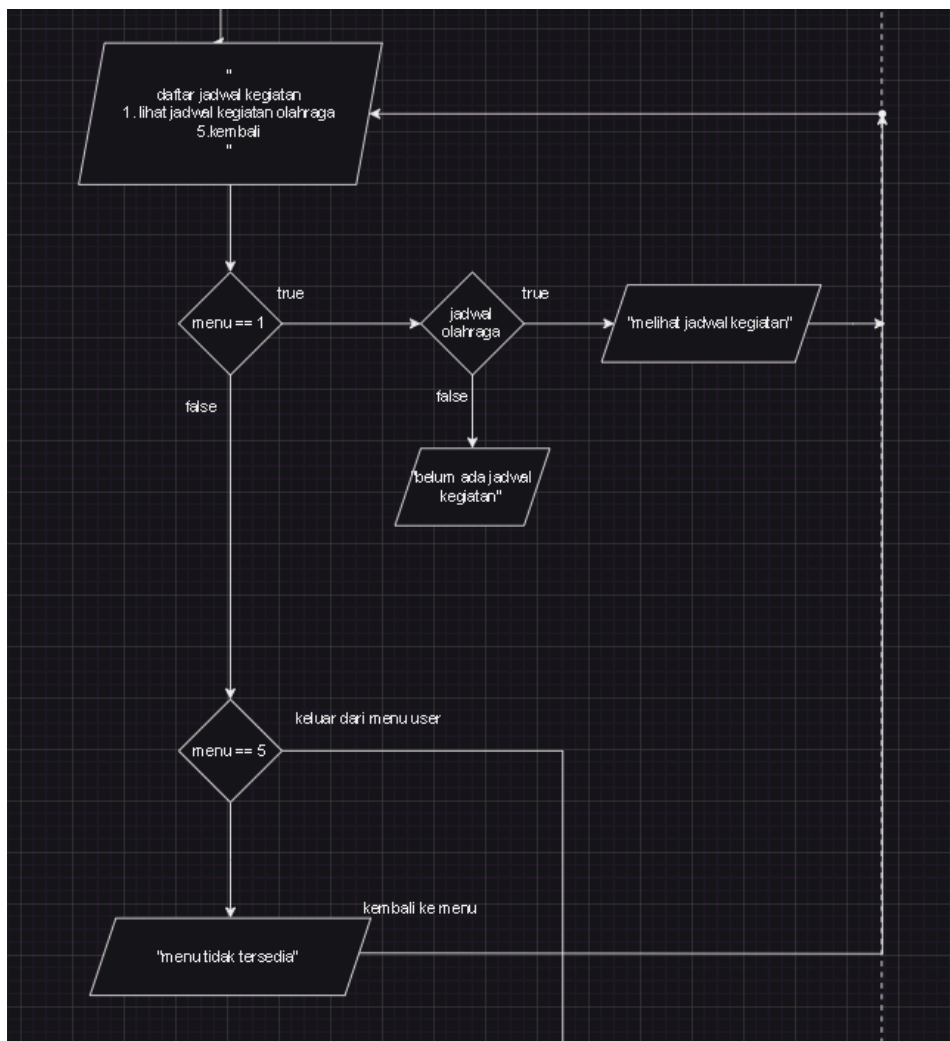 "
daftar jadwal kegiatan
1. lihat jadwal kegiatan olahraga
5.kembali
"
menu == 1
true
jadwal
olahraga
true
"melihat jadwal kegiatan"
false
false
"belum ada jadwal
kegiatan"
keluar dari menu user
menu == 5
kembali ke menu
"menu tidak tersedia"